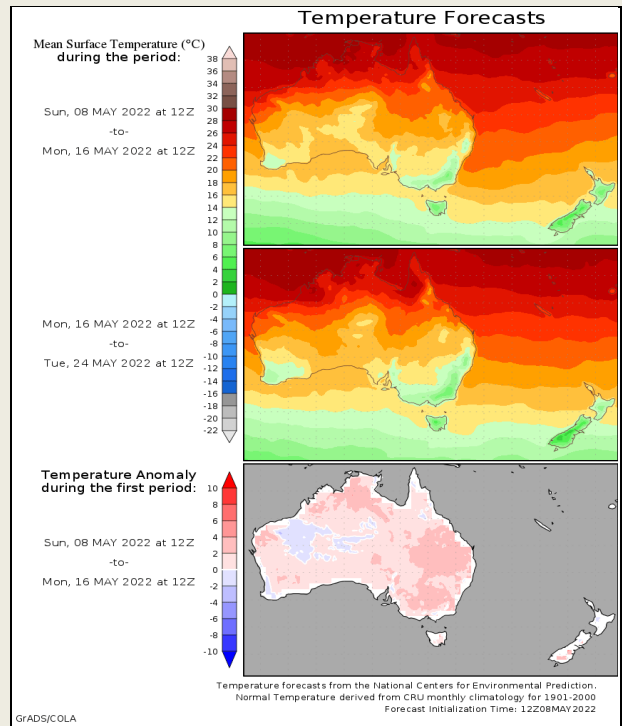 Temperature Forecasts
Mean Surface Temperature (°C)
during the period:
Sun, 08 MAY 2022 at 12Z
-to-
Mon, 16 MAY 2022 at 12Z
38
36
34
32
30
28
26
24
22
20
18
16
14
12
10
8
6
4
2
0
-2
-4
-6
-8
-10
-12
-14
-16
-18
-20
-22
Mon, 16 MAY 2022 at 12Z
-to-
Tue, 24 MAY 2022 at 12Z
Temperature Anomaly
during the first period:
Sun, 08 MAY 2022 at 12Z
-to-
Mon, 16 MAY 2022 at 12Z
10
8
6
4
2
0
-2
-4
-6
-8
-10
Temperature forecasts from the National Centers for Environmental Prediction.
Normal Temperature derived from CRU monthly climatology for 1901-2000
Forecast Initialization Time: 12Z08MAY2022
GrADS/COLA